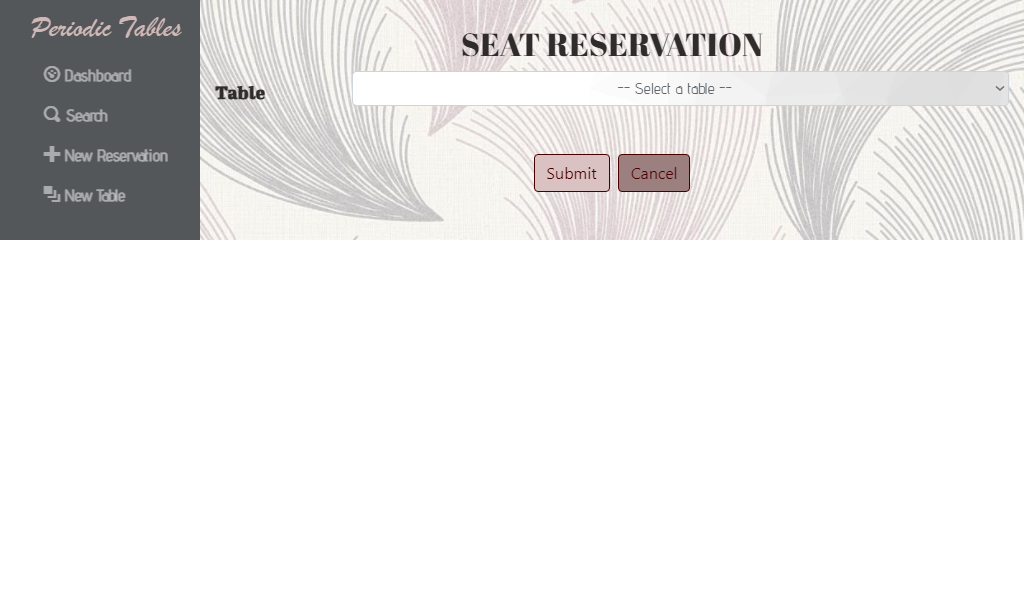 Periodic Tables
Dashboard
Search
New Reservation
New Table
SEAT RESERVATION
Table
-- Select a table --
Submit
Cancel